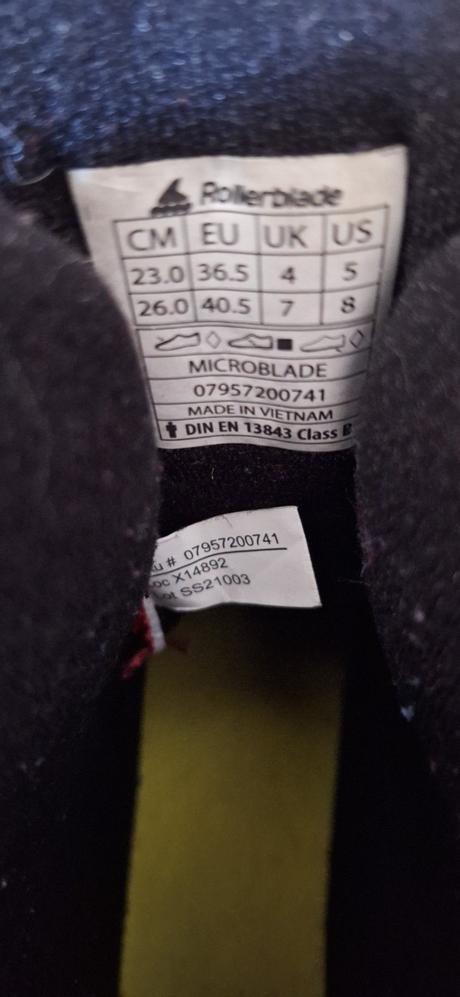 Rollerblade
CM EU UK US
23.0 36.5 4 5
26.0 40.5 7 8
MICROBLADE
07957200741
MADE IN VIETNAM
DIN EN 13843 Class B
# 07957200741
X14892
SS21003